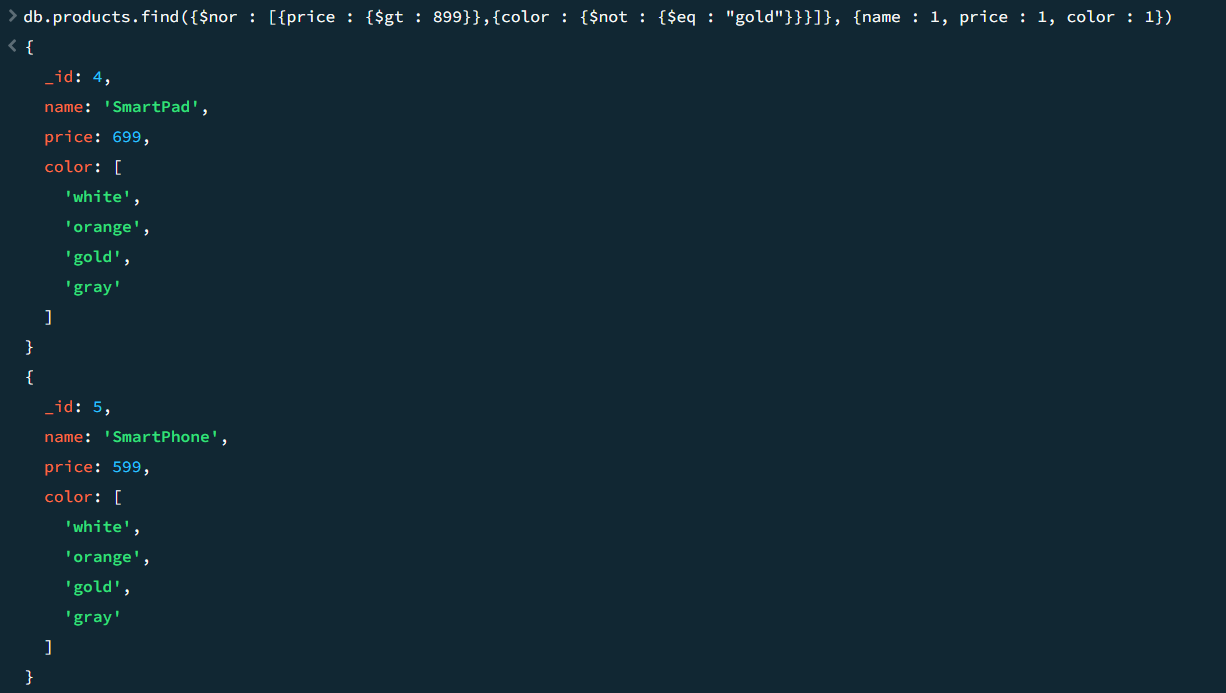 db.products.find({$nor : [{price : {$gt : 899}},{color : {$not : {$eq : "gold"}}}]}, {name : 1, price : 1, color : 1})
{
  _id: 4,
  name: 'SmartPad',
  price: 699,
  color: [
    'white',
    'orange',
    'gold',
    'gray'
  ]
}
{
  _id: 5,
  name: 'SmartPhone',
  price: 599,
  color: [
    'white',
    'orange',
    'gold',
    'gray'
  ]
}